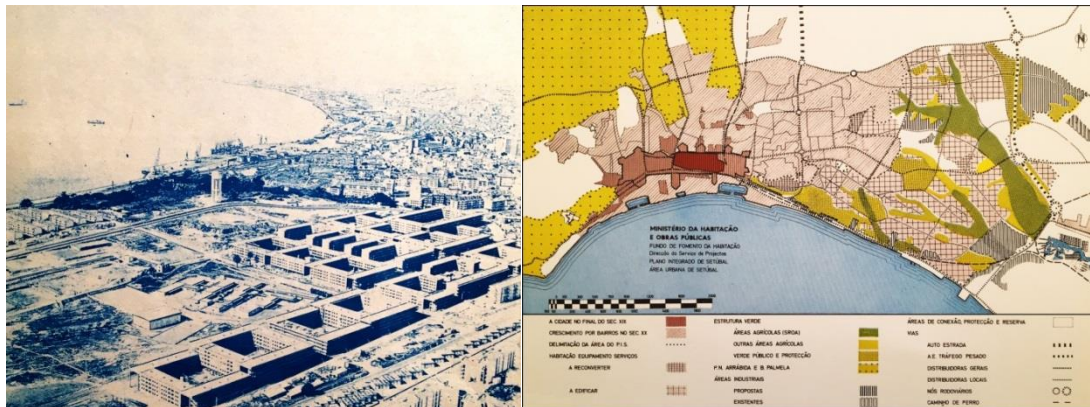 N
MINISTÉRIO DA HABITAÇÃO
E OBRAS PÚBLICAS
FUNDO DE FOMENTO DA HABITAÇÃO
Direcção do Serviço de Projectos
PLANO INTEGRADO DE SETÚBAL
ÁREA URBANA DE SETÚBAL
A CIDADE NO FINAL DO SEC. XIX
CRESCIMENTO POR BAIRROS NO SEC. XX
DELIMITAÇÃO DA ÁREA DO P.I.S.
HABITAÇÃO EQUIPAMENTO SERVIÇOS
A RECONVERTER
A EDIFICAR
ESTRUTURA VERDE
ÁREAS AGRÍCOLAS (SROA)
OUTRAS ÁREAS AGRÍCOLAS
VERDE PÚBLICO E PROTECÇÃO
P.N. ARRÁBIDA E B. PALMELA
ÁREAS INDUSTRIAIS
PROPOSTAS
EXISTENTES
ÁREAS DE CONEXÃO, PROTECÇÃO E RESERVA
VIAS
AUTO ESTRADA
A.E. TRÁFEGO PESADO
DISTRIBUIDORAS GERAIS
DISTRIBUIDORAS LOCAIS
NÓS RODOVIÁRIOS
CAMINHO DE FERRO